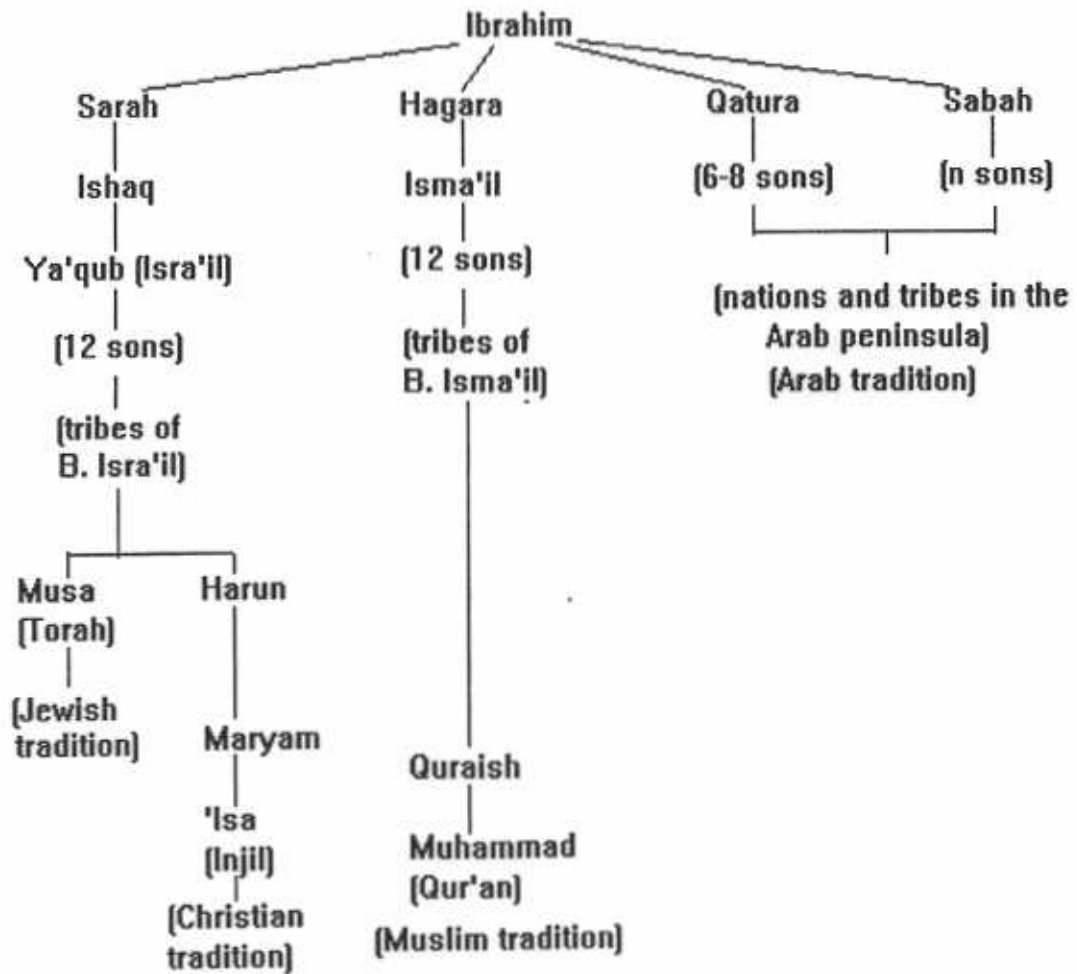 Ibrahim
Sarah
Hagara
Qatura
Sabah
Ishaq
Isma'il
(6-8 sons)
(n sons)
Ya'qub (Isra'il)
(12 sons)
(nations and tribes in the
Arab peninsula)
(Arab tradition)
(12 sons)
(tribes of
B. Isma'il)
(tribes of
B. Isra'il)
Musa
(Torah)
Harun
(Jewish
tradition)
Maryam
Quraish
'Isa
(Injil)
Muhammad
(Qur'an)
(Christian
tradition)
(Muslim tradition)